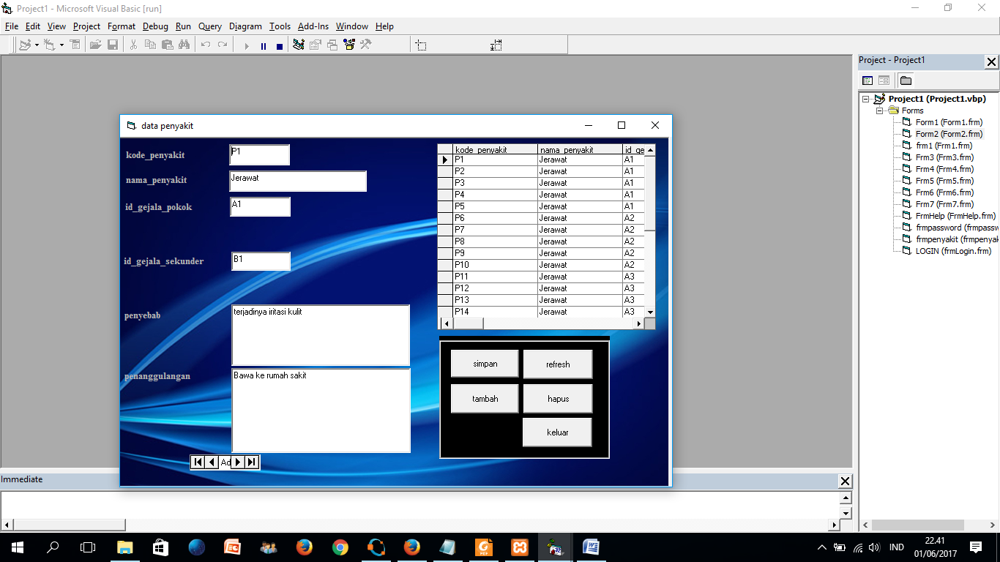 Project1 - Microsoft Visual Basic [run]
File Edit View Project Format Debug Run Query Diagram Tools Add-Ins Window Help
Project - Project1
Project1 (Project1.vbp)
Forms
Form1 (Form1.frm)
Form2 (Form2.frm)
frm1 (Frm1.frm)
Frm3 (Frm3.frm)
Frm4 (Frm4.frm)
Frm5 (Frm5.frm)
Frm6 (Frm6.frm)
Frm7 (Frm7.frm)
FrmHelp (FrmHelp.frm)
frmpassword (frmpassw
frmpenyakit (frmpenyak
LOGIN (frmLogin.frm)
data penyakit
kode_penyakit P1
nama_penyakit Jerawat
id_gejala_pokok A1
id_gejala_sekunder B1
penyebab terjadinya iritasi kulit
penanggulangan Bawa ke rumah sakit
Ad
kode_penyakit nama_penyakit id_ge
P1 Jerawat A1
P2 Jerawat A1
P3 Jerawat A1
P4 Jerawat A1
P5 Jerawat A1
P6 Jerawat A2
P7 Jerawat A2
P8 Jerawat A2
P9 Jerawat A2
P10 Jerawat A2
P11 Jerawat A3
P12 Jerawat A3
P13 Jerawat A3
P14 Jerawat A3
simpan refresh
tambah hapus
keluar
Immediate
IND
22.41
01/06/2017